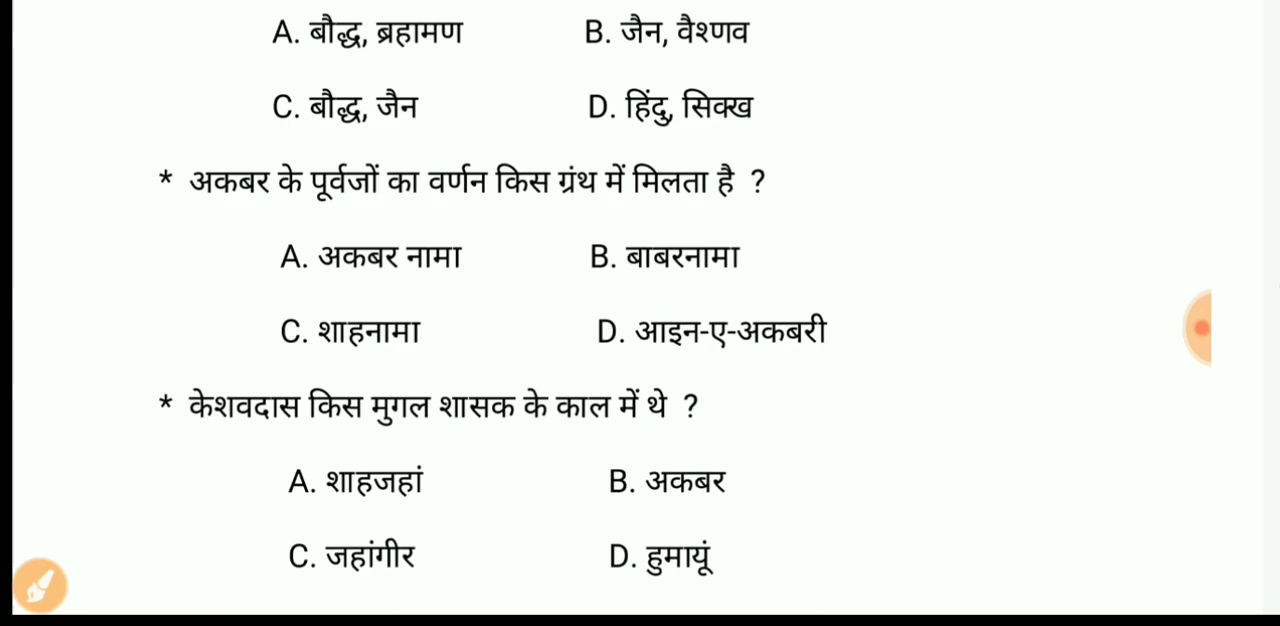 A. बौद्ध, ब्रहामण B. जैन, वैश्णव
C. बौद्ध, जैन D. हिंदु, सिक्ख
* अकबर के पूर्वजों का वर्णन किस ग्रंथ में मिलता है ?
A. अकबर नामा B. बाबरनामा
C. शाहनामा D. आइन-ए-अकबरी
* केशवदास किस मुगल शासक के काल में थे ?
A. शाहजहां B. अकबर
C. जहांगीर D. हुमायूं